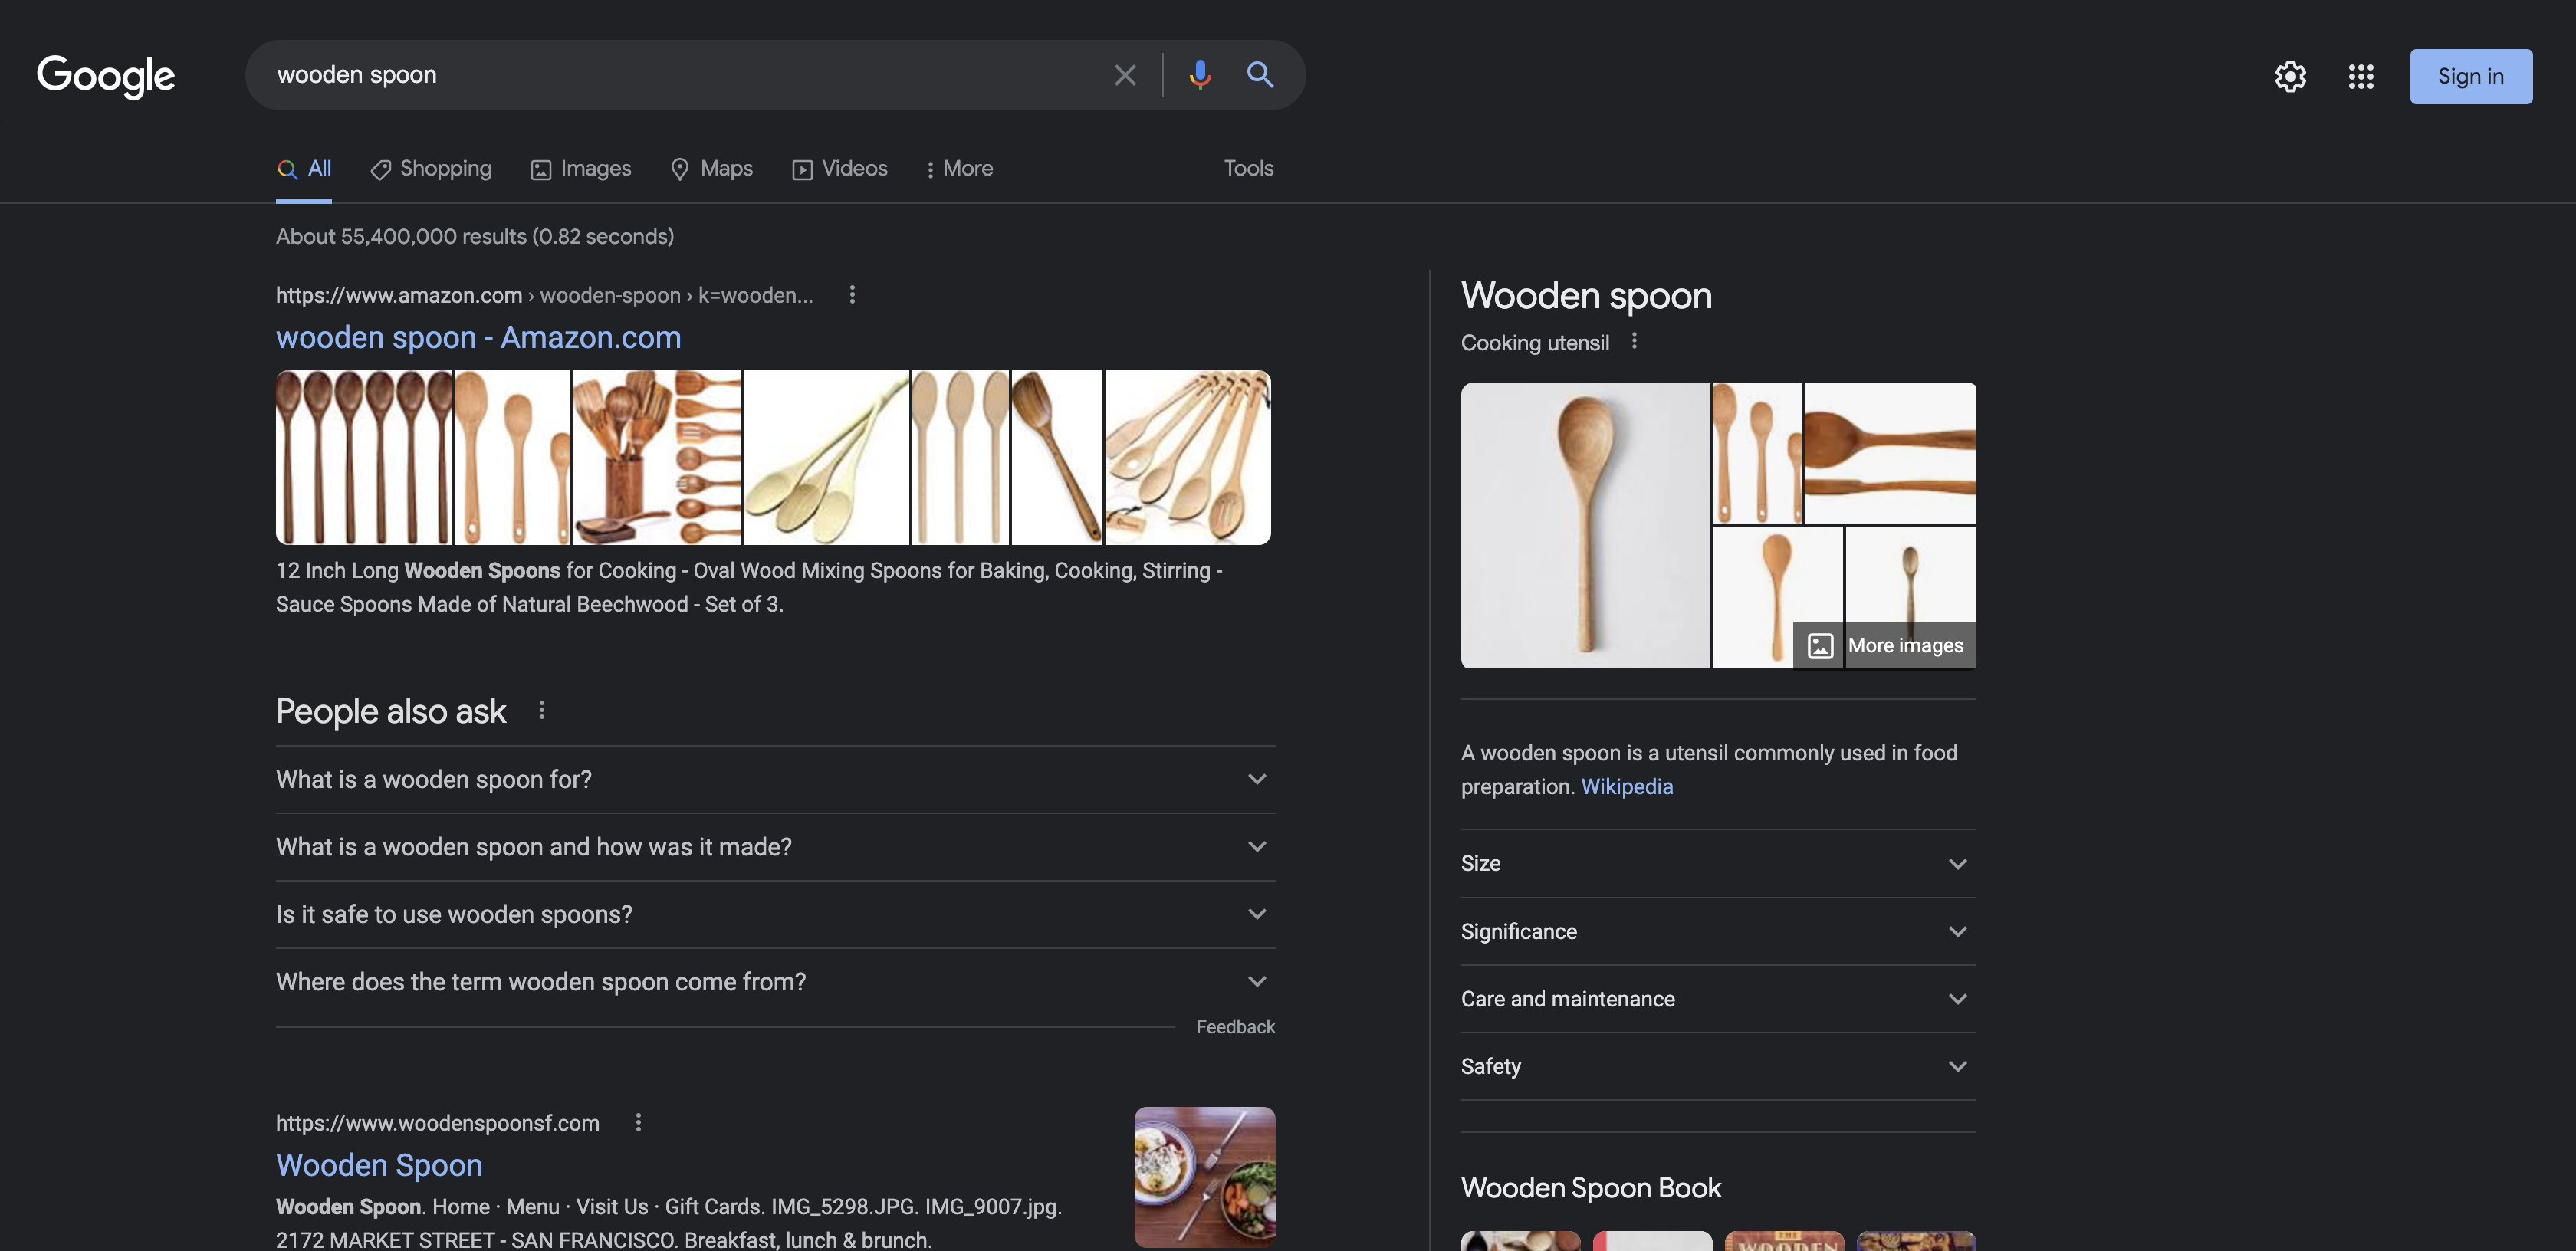 Google
wooden spoon
Sign in
All
Shopping
Images
Maps
Videos
More
Tools
About 55,400,000 results (0.82 seconds)
https://www.amazon.com › wooden-spoon › k=wooden...
wooden spoon - Amazon.com
12 Inch Long Wooden Spoons for Cooking - Oval Wood Mixing Spoons for Baking, Cooking, Stirring -
Sauce Spoons Made of Natural Beechwood - Set of 3.
People also ask
What is a wooden spoon for?
What is a wooden spoon and how was it made?
Is it safe to use wooden spoons?
Where does the term wooden spoon come from?
Feedback
https://www.woodenspoonsf.com
Wooden Spoon
Wooden Spoon. Home · Menu · Visit Us · Gift Cards. IMG_5298.JPG. IMG_9007.jpg.
2172 MARKET STREET - SAN FRANCISCO. Breakfast, lunch & brunch.
Wooden spoon
Cooking utensil
More images
A wooden spoon is a utensil commonly used in food
preparation. Wikipedia
Size
Significance
Care and maintenance
Safety
Wooden Spoon Book
THE
WOODEN